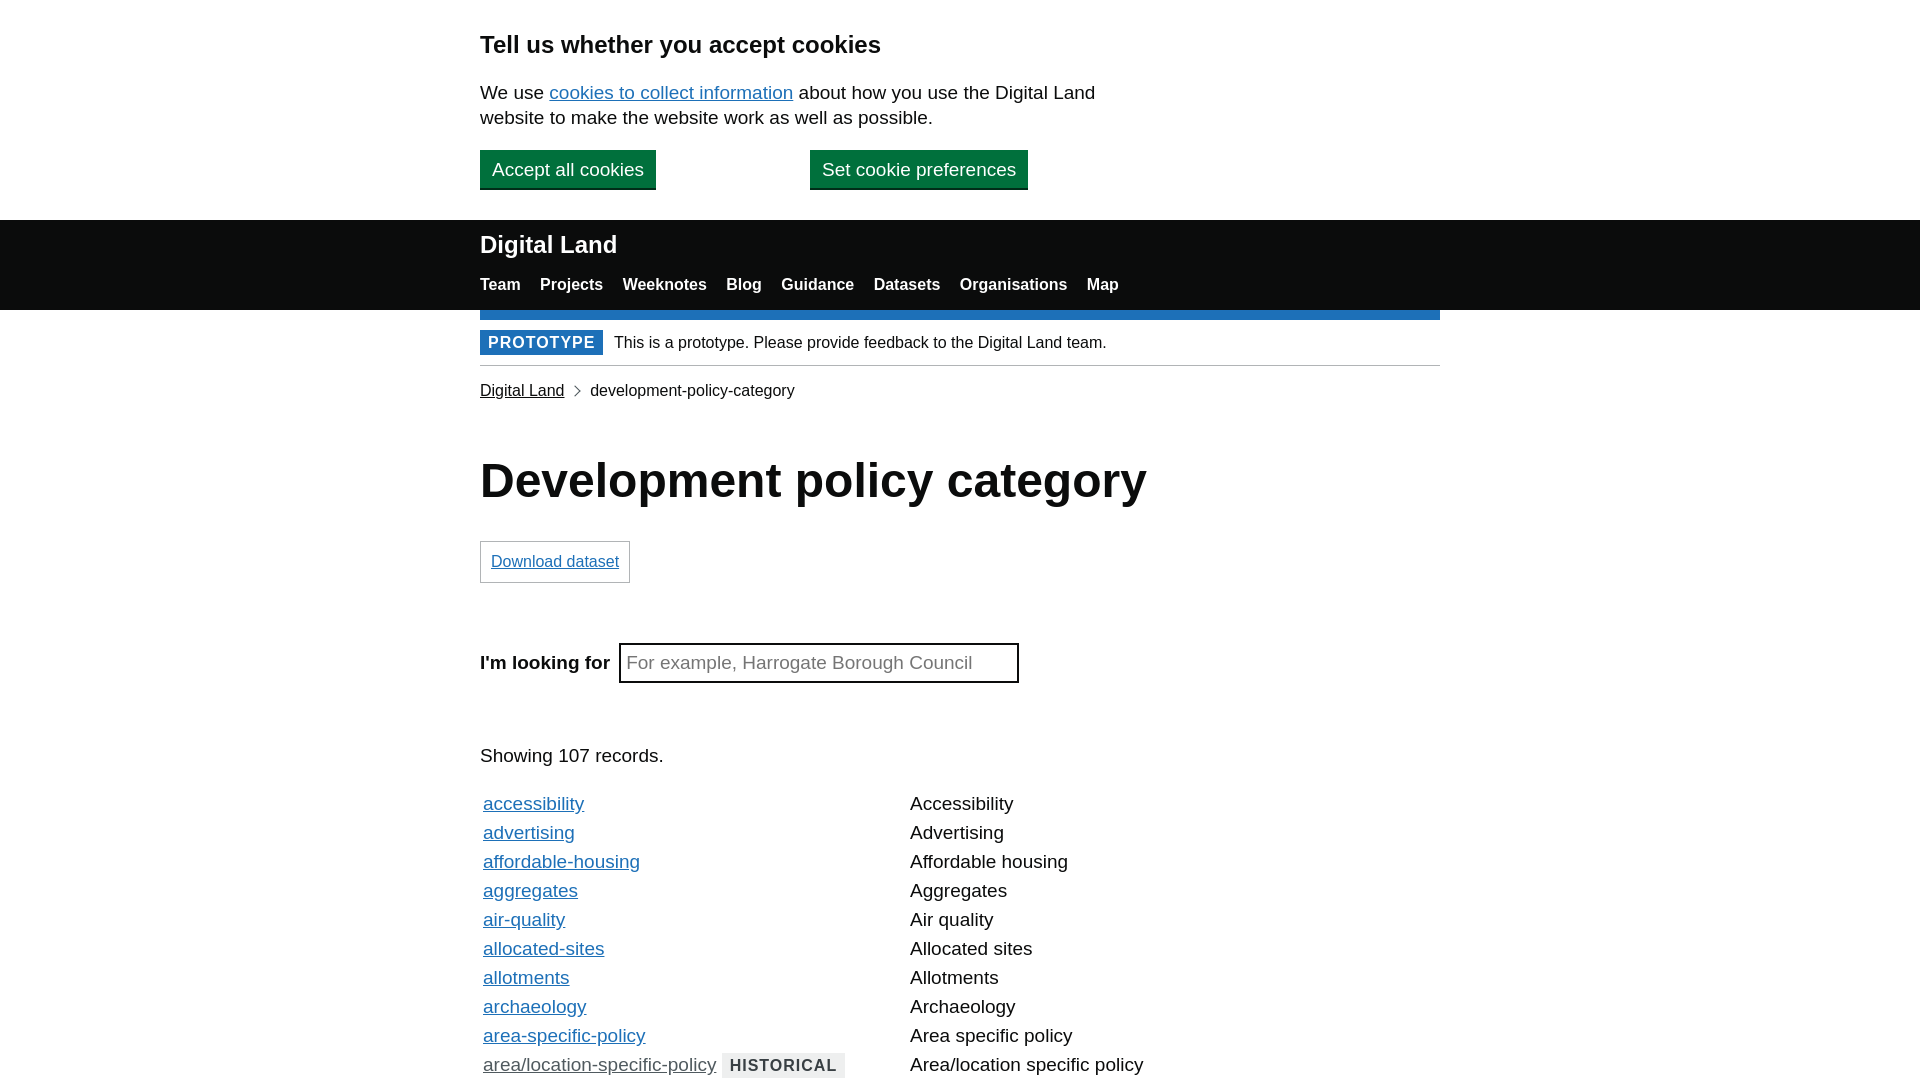 Tell us whether you accept cookies
We use cookies to collect information about how you use the Digital Land
website to make the website work as well as possible.
Accept all cookies Set cookie preferences
Digital Land
Team Projects Weeknotes Blog Guidance Datasets Organisations Map
PROTOTYPE This is a prototype. Please provide feedback to the Digital Land team.
Digital Land development-policy-category
Development policy category
Download dataset
I'm looking for For example, Harrogate Borough Council
Showing 107 records.
accessibility Accessibility
advertising Advertising
affordable-housing Affordable housing
aggregates Aggregates
air-quality Air quality
allocated-sites Allocated sites
allotments Allotments
archaeology Archaeology
area-specific-policy Area specific policy
area/location-specific-policy HISTORICAL Area/location specific policy